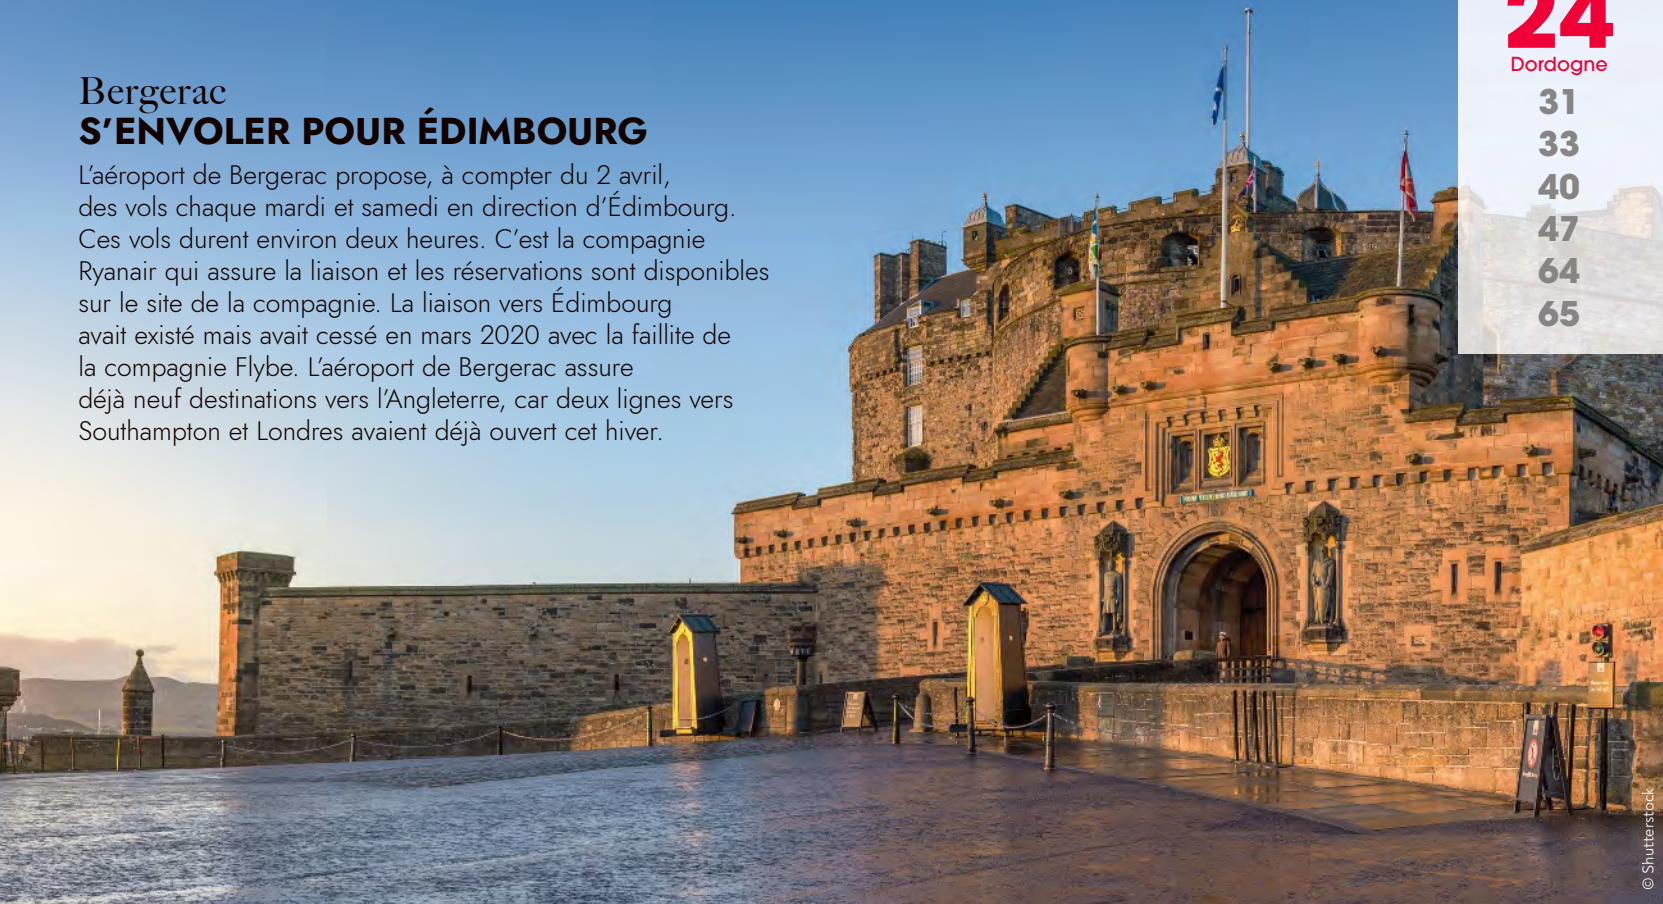 Bergerac
S’ENVOLER POUR ÉDIMBOURG
L’aéroport de Bergerac propose, à compter du 2 avril,
des vols chaque mardi et samedi en direction d’Édimbourg.
Ces vols durent environ deux heures. C’est la compagnie
Ryanair qui assure la liaison et les réservations sont disponibles
sur le site de la compagnie. La liaison vers Édimbourg
avait existé mais avait cessé en mars 2020 avec la faillite de
la compagnie Flybe. L’aéroport de Bergerac assure
déjà neuf destinations vers l’Angleterre, car deux lignes vers
Southampton et Londres avaient déjà ouvert cet hiver.
24
Dordogne
31
33
40
47
64
65
© Shutterstock